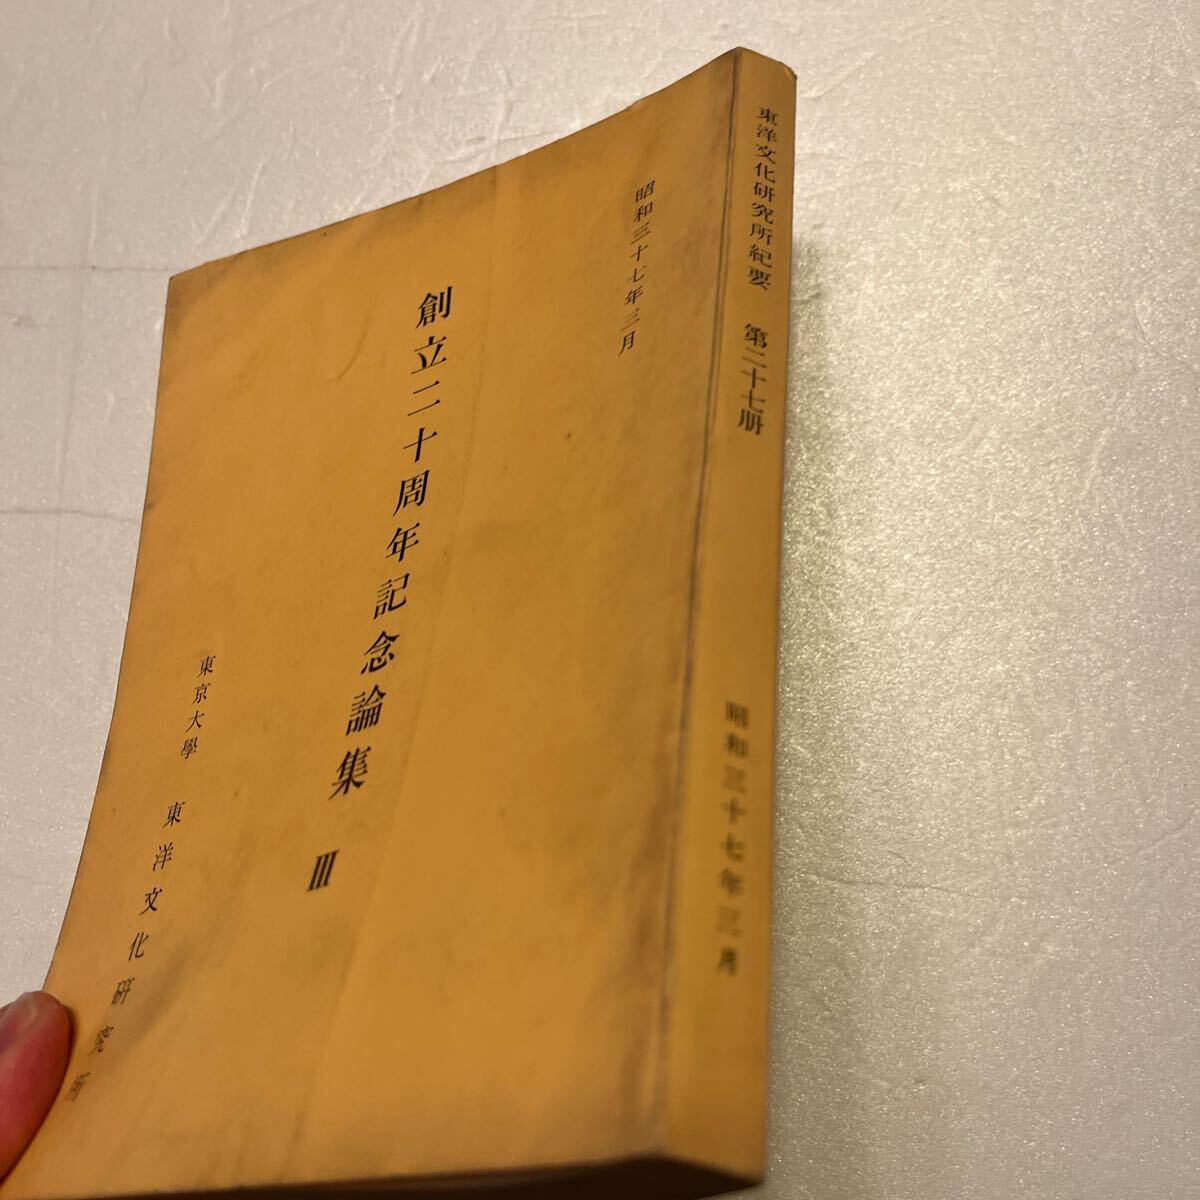 東洋文化研究所紀要 第二十七册
昭和三十七年三月
昭和三十七年三月
創立二十周年記念論集 Ⅲ
東京大學 東洋文化研究所